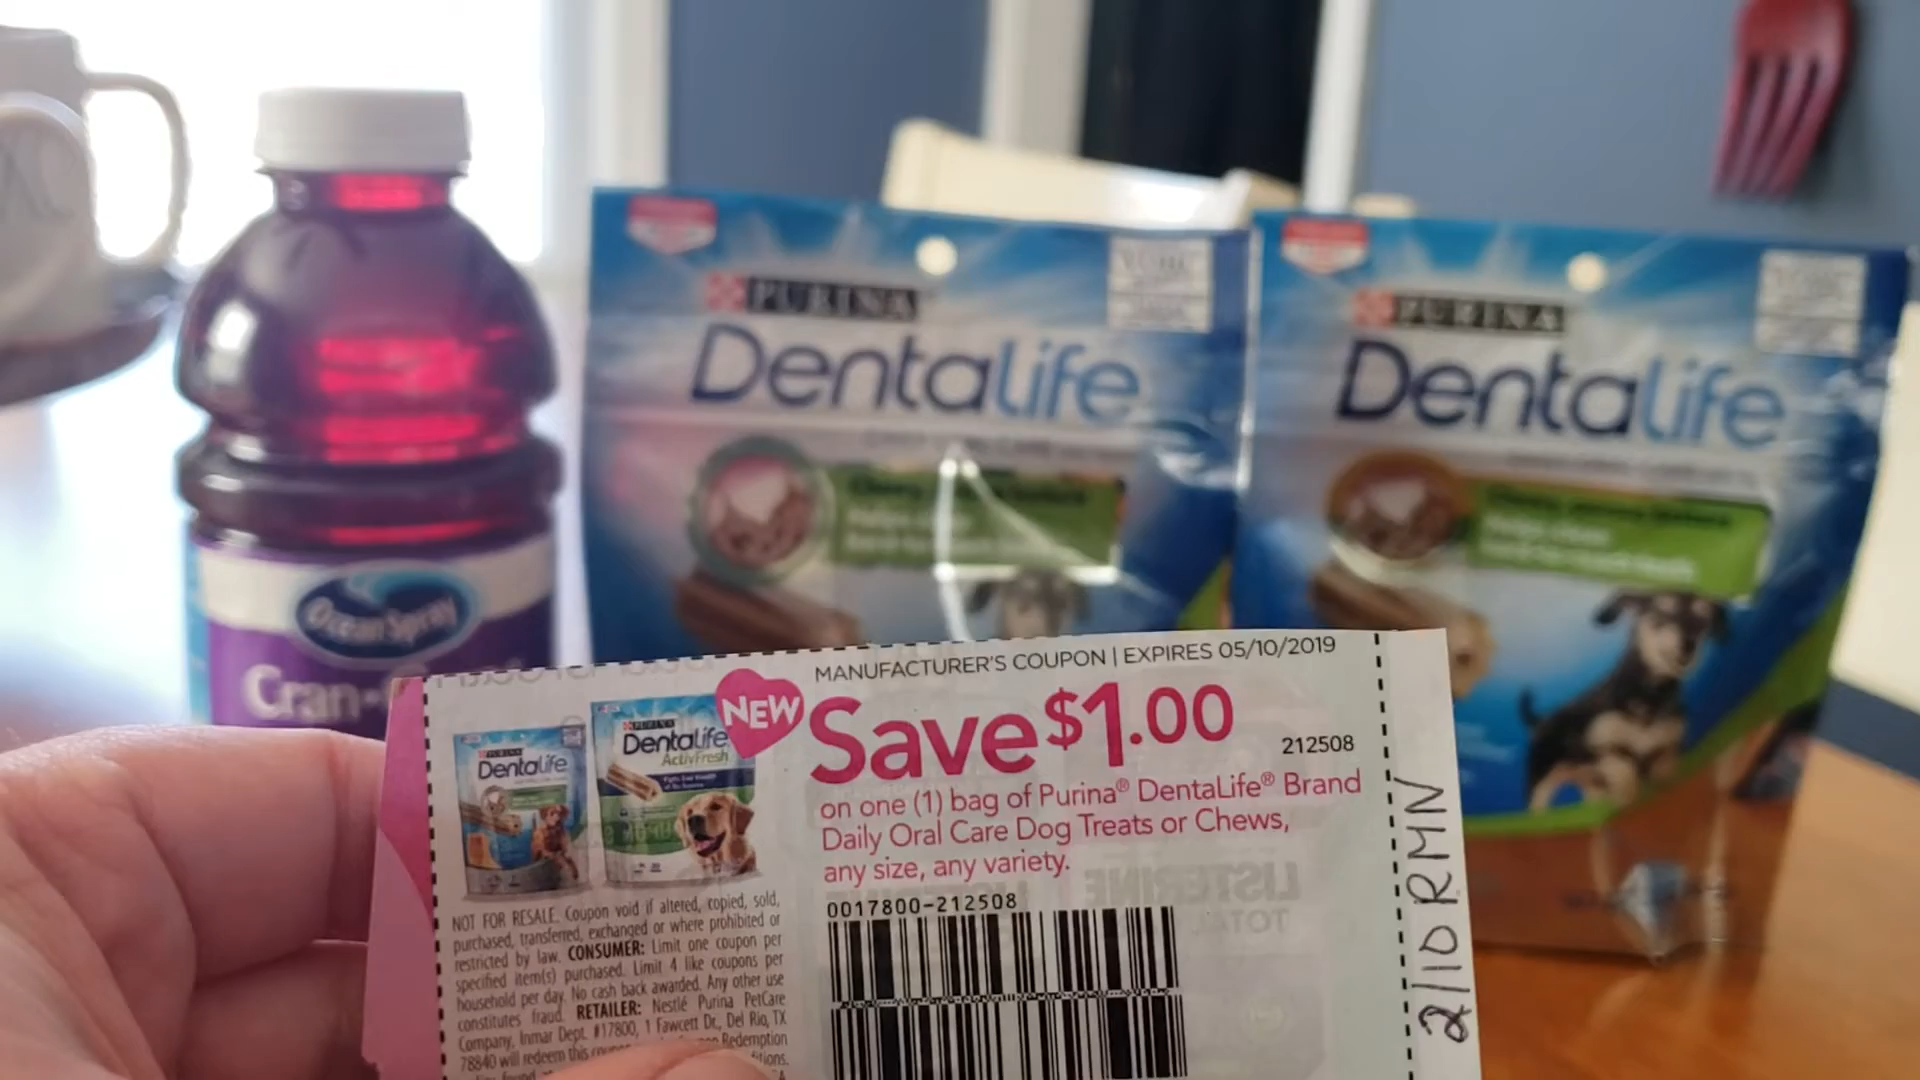 PURINA
DentaLife
PURINA
DentaLife
Ocean Spray
Cran-
MANUFACTURER'S COUPON | EXPIRES 05/10/2019
NEW
Save $1.00
212508
on one (1) bag of Purina® DentaLife® Brand
Daily Oral Care Dog Treats or Chews,
any size, any variety.
0017800-212508
PURINA
DentaLife
PURINA
DentaLife
ActivFresh
NOT FOR RESALE. Coupon void if altered, copied, sold,
purchased, transferred, exchanged or where prohibited or
restricted by law. CONSUMER: Limit one coupon per
specified item(s) purchased. Limit 4 like coupons per
household per day. No cash back awarded. Any other use
constitutes fraud. RETAILER: Nestlé Purina PetCare
Company, Inmar Dept. #17800, 1 Fawcett Dr., Del Rio, TX
78840 will redeem this Redemption
LISTERINE
TOTAL
2/10 RMN